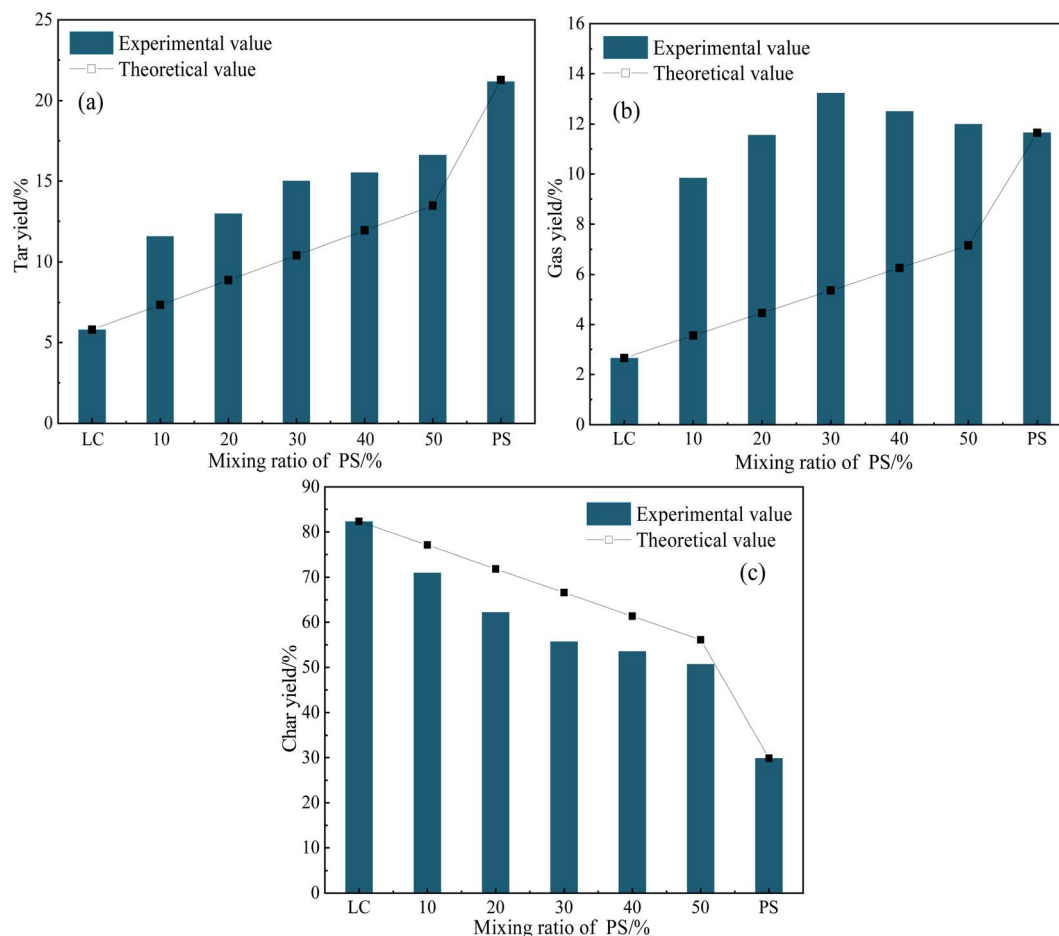 Experimental value
Theoretical value
(a)
Tar yield/%
25
20
15
10
5
0
LC 10 20 30 40 50 PS
Mixing ratio of PS/%
Experimental value
Theoretical value
(b)
Gas yield/%
16
14
12
10
8
6
4
2
0
LC 10 20 30 40 50 PS
Mixing ratio of PS/%
Experimental value
Theoretical value
(c)
Char yield/%
90
80
70
60
50
40
30
20
10
0
LC 10 20 30 40 50 PS
Mixing ratio of PS/%